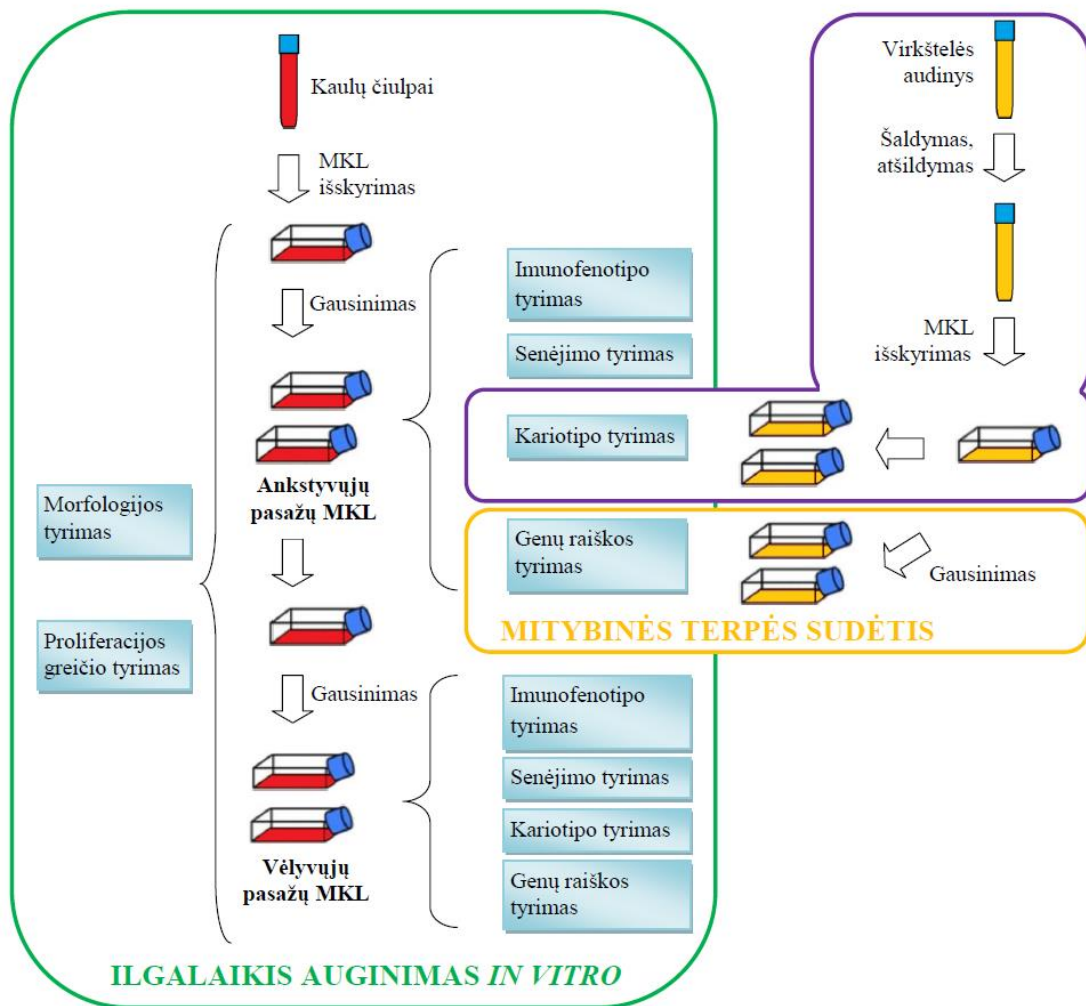 Kaulų čiulpai
MKL
išskyrimas
Gausinimas
Ankstyvųjų
pasažų MKL
Gausinimas
Vėlyvųjų
pasažų MKL
Morfologijos
tyrimas
Proliferacijos
greičio tyrimas
Imunofenotipo
tyrimas
Senėjimo tyrimas
Kariotipo tyrimas
Genų raiškos
tyrimas
Imunofenotipo
tyrimas
Senėjimo tyrimas
Kariotipo tyrimas
Genų raiškos
tyrimas
ILGALAIKIS AUGINIMAS IN VITRO
Virkštelės
audinys
Šaldymas,
atšildymas
MKL
išskyrimas
Gausinimas
MITYBINĖS TERPĖS SUDĖTIS